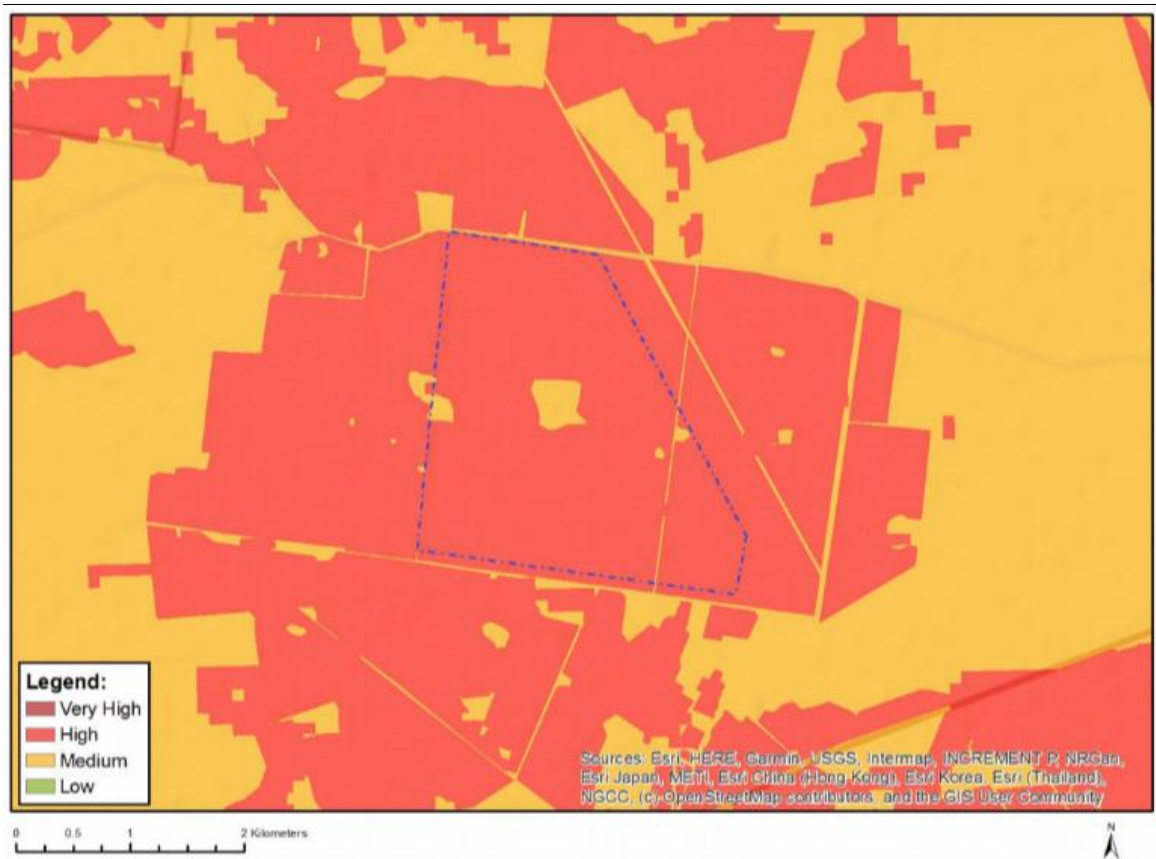 Legend:
Very High
High
Medium
Low
Sources: Esri, HERE, Garmin, USGS, Intermap, INCREMENT P, NRCan,
Esri Japan, METI, Esri China (Hong Kong), Esri Korea, Esri (Thailand),
NGCC, (c) OpenStreetMap contributors, and the GIS User Community
0 0.5 1 2 Kilometers
N